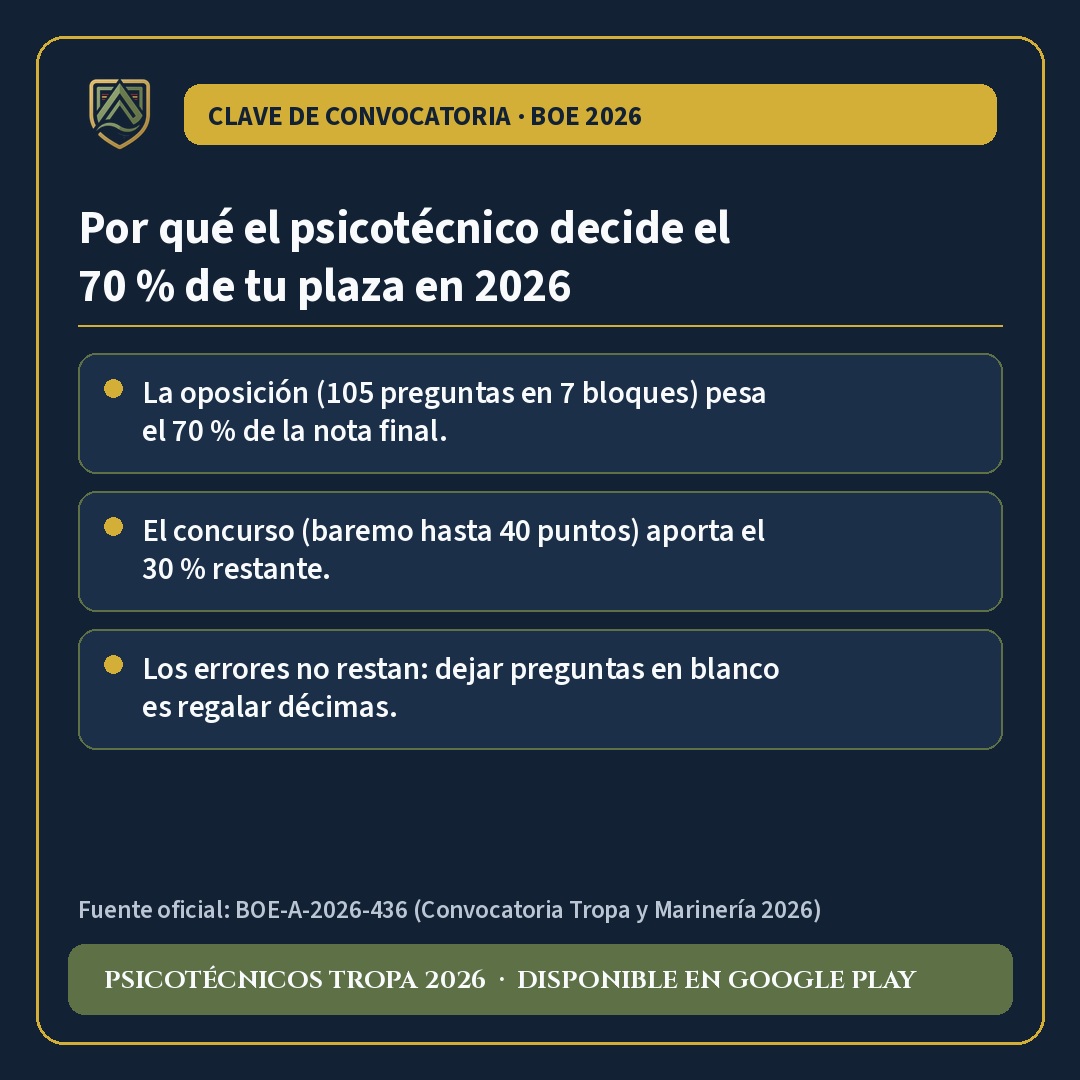 CLAVE DE CONVOCATORIA · BOE 2026
Por qué el psicotécnico decide el
70 % de tu plaza en 2026
La oposición (105 preguntas en 7 bloques) pesa
el 70 % de la nota final.
El concurso (baremo hasta 40 puntos) aporta el
30 % restante.
Los errores no restan: dejar preguntas en blanco
es regalar décimas.
Fuente oficial: BOE-A-2026-436 (Convocatoria Tropa y Marinería 2026)
PSICOTÉCNICOS TROPA 2026 · DISPONIBLE EN GOOGLE PLAY